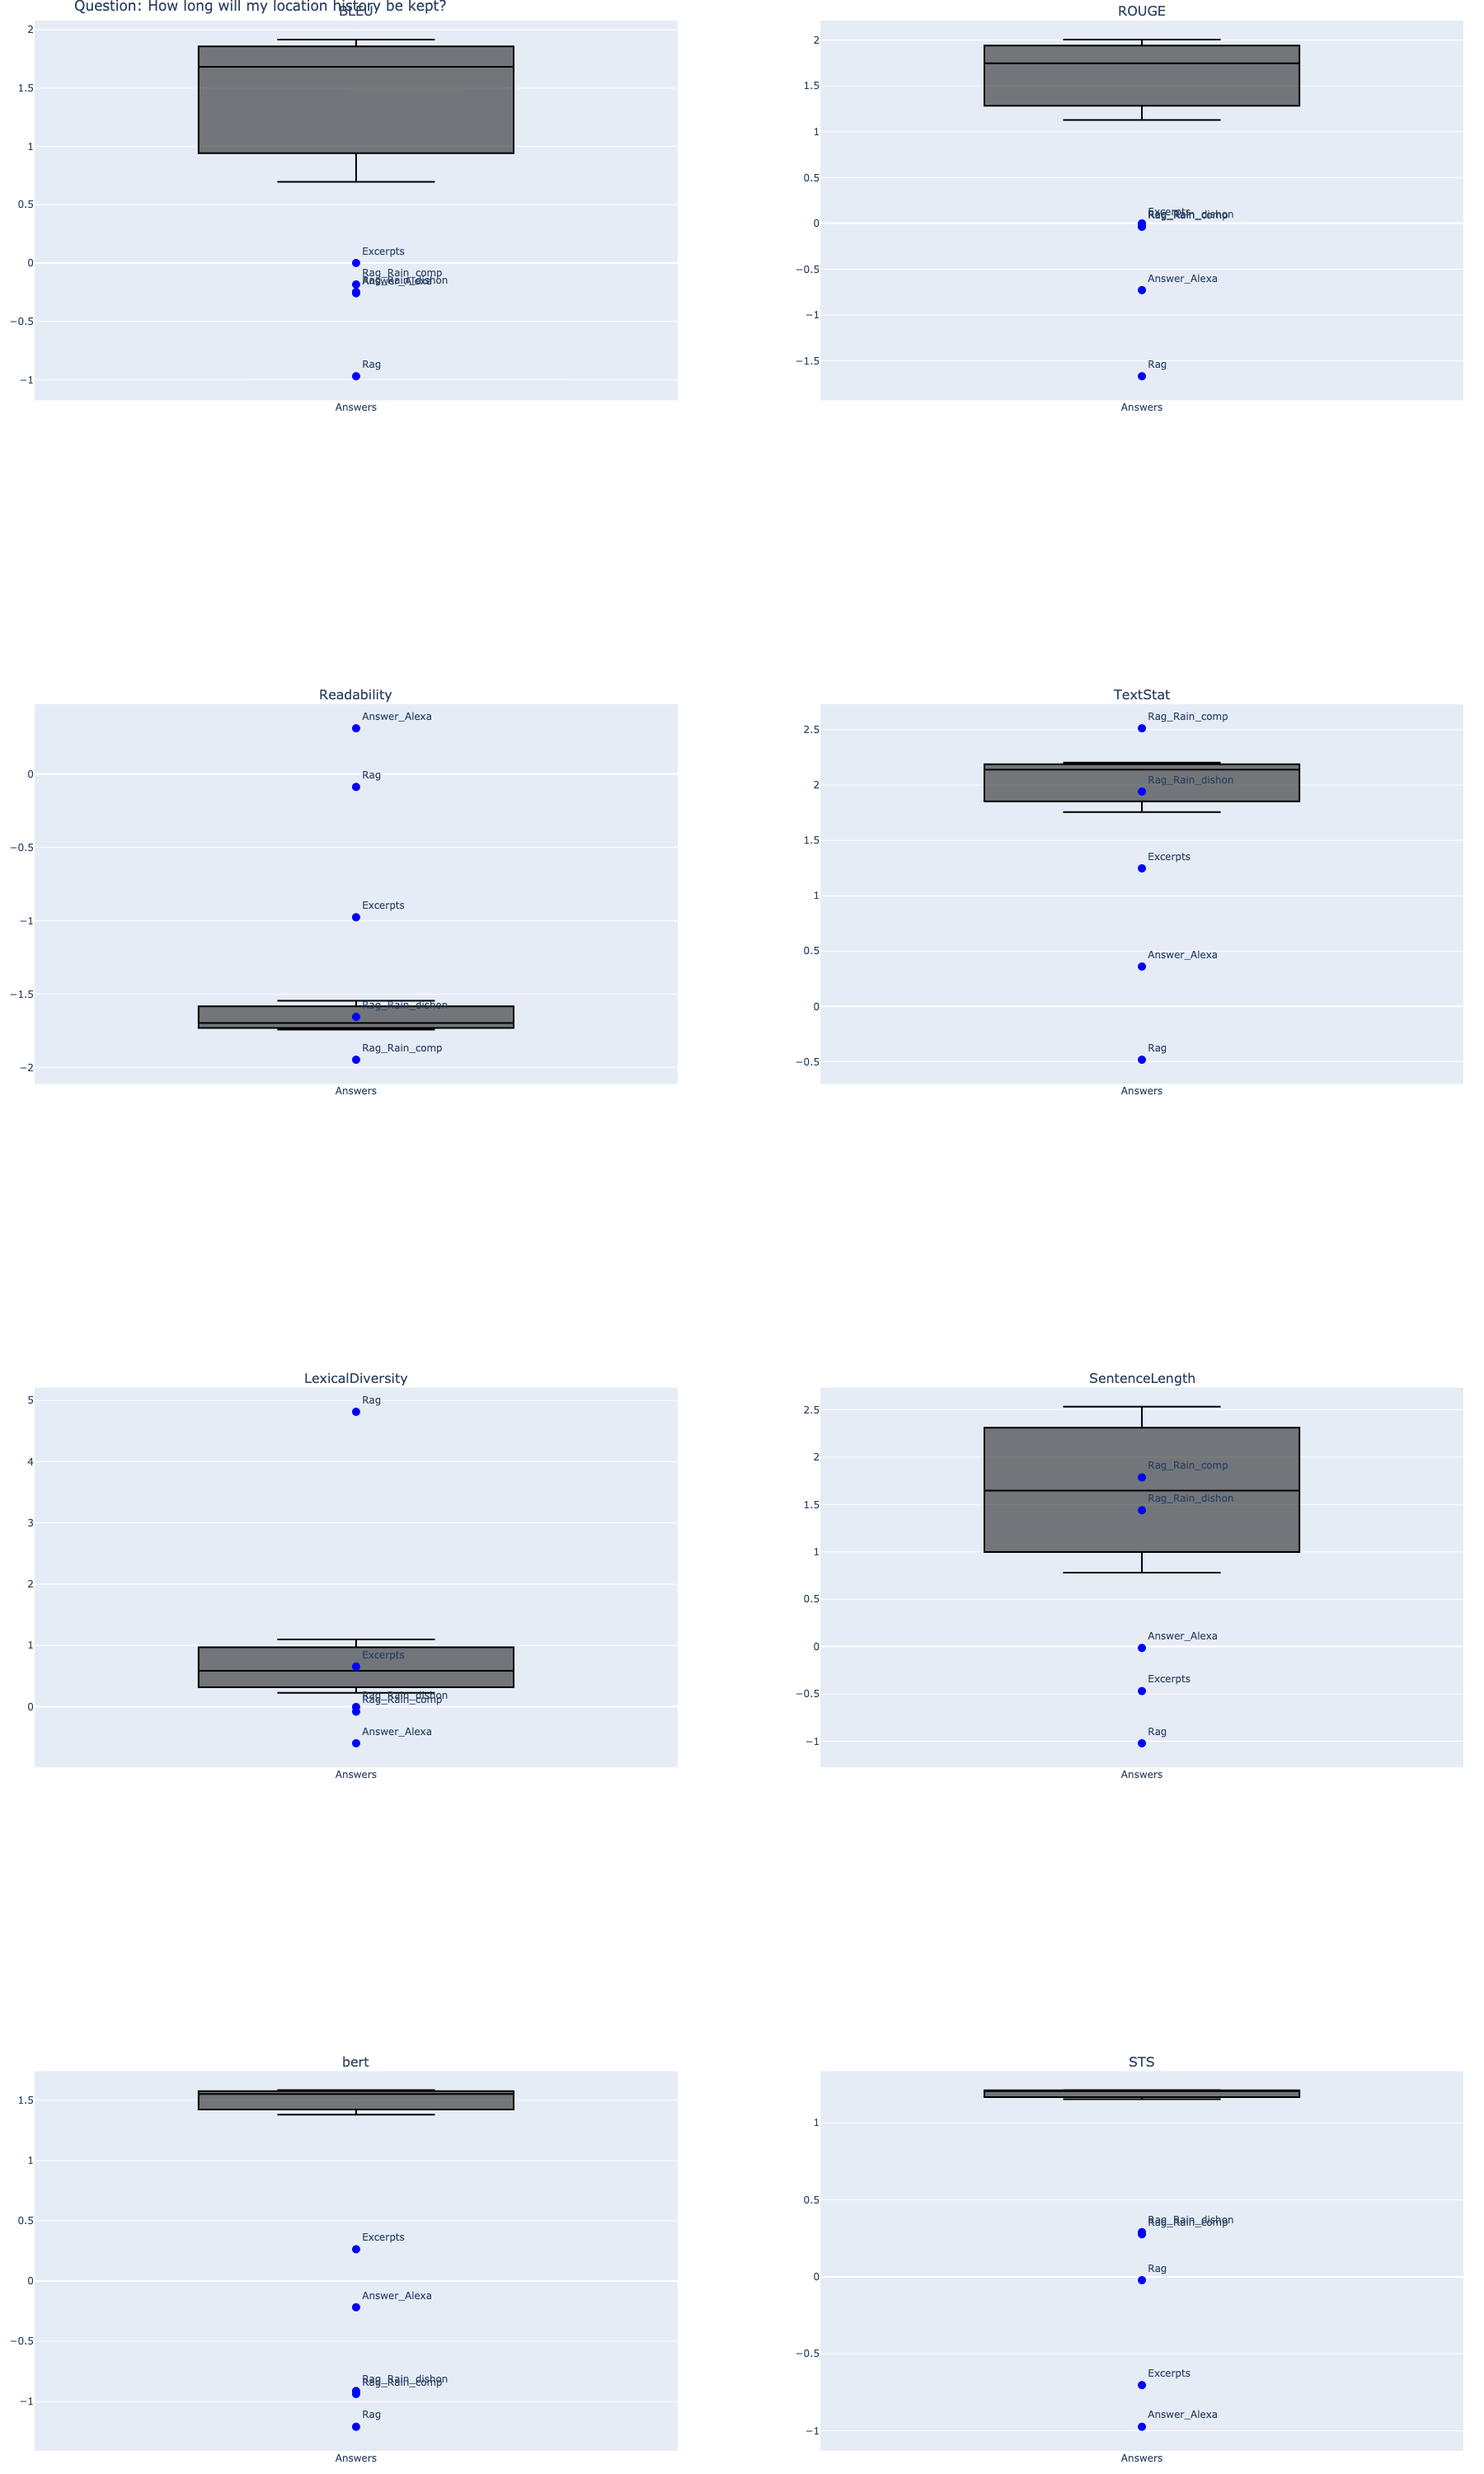 Question: How long will my location history be kept?
BLEU
2
1.5
1
0.5
0
−0.5
−1
Excerpts
Rag_Rain_comp
Rag_Rain_dishon
Answer_Alexa
Rag
Answers
ROUGE
2
1.5
1
0.5
0
−0.5
−1
−1.5
Excerpts
Rag_Rain_dishon
Rag_Rain_comp
Answer_Alexa
Rag
Answers
Readability
0
−0.5
−1
−1.5
−2
Answer_Alexa
Rag
Excerpts
Rag_Rain_dishon
Rag_Rain_comp
Answers
TextStat
2.5
2
1.5
1
0.5
0
−0.5
Rag_Rain_comp
Rag_Rain_dishon
Excerpts
Answer_Alexa
Rag
Answers
LexicalDiversity
5
4
3
2
1
0
Rag
Excerpts
Rag_Rain_dishon
Rag_Rain_comp
Answer_Alexa
Answers
SentenceLength
2.5
2
1.5
1
0.5
0
−0.5
−1
Rag_Rain_comp
Rag_Rain_dishon
Answer_Alexa
Excerpts
Rag
Answers
bert
1.5
1
0.5
0
−0.5
−1
Excerpts
Answer_Alexa
Rag_Rain_dishon
Rag_Rain_comp
Rag
Answers
STS
1
0.5
0
−0.5
−1
Rag_Rain_dishon
Rag_Rain_comp
Rag
Excerpts
Answer_Alexa
Answers